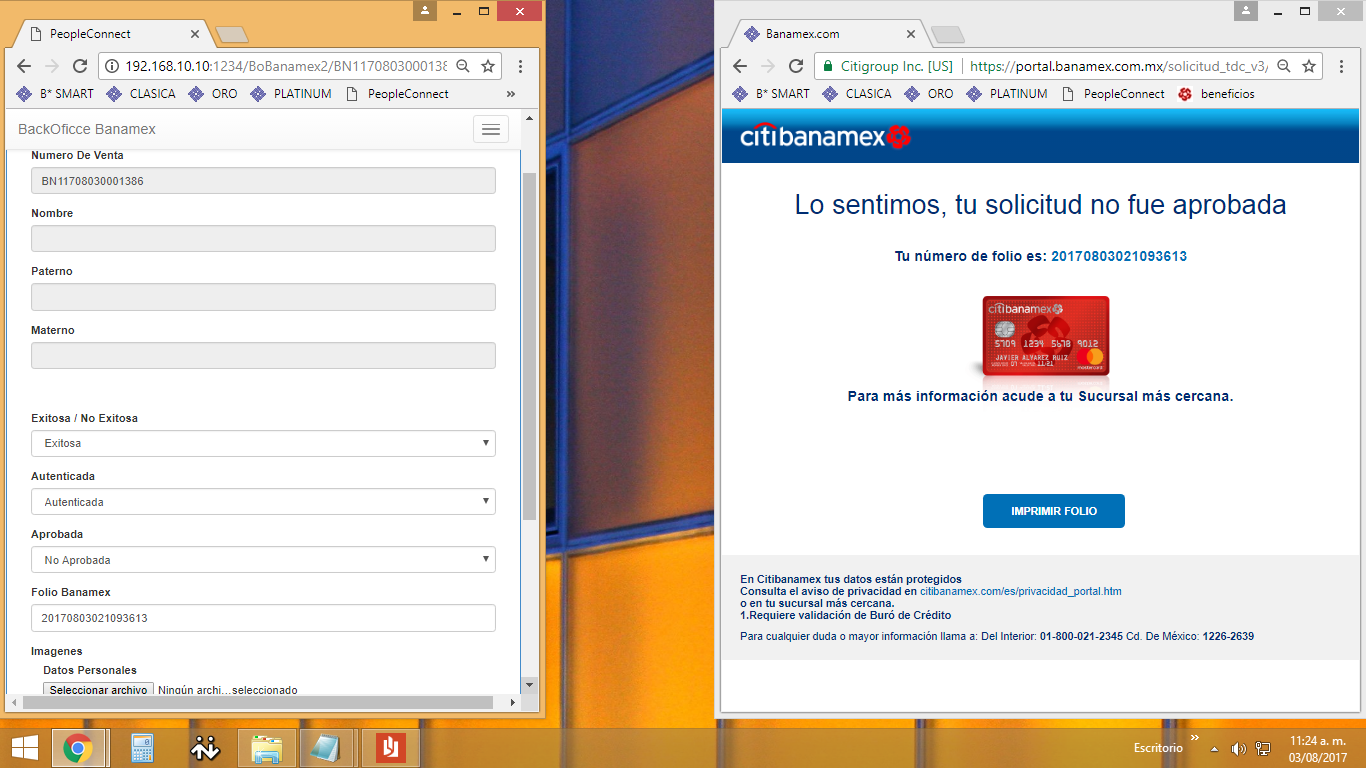 PeopleConnect
192.168.10.10:1234/BoBanamex2/BN1170803000138
B* SMART CLASICA ORO PLATINUM PeopleConnect »
BackOficce Banamex
Numero De Venta
BN11708030001386
Nombre
Paterno
Materno
Exitosa / No Exitosa
Exitosa
Autenticada
Autenticada
Aprobada
No Aprobada
Folio Banamex
20170803021093613
Imagenes
Datos Personales
Seleccionar archivo Ningún archi...seleccionado
Banamex.com
Citigroup Inc. [US] https://portal.banamex.com.mx/solicitud_tdc_v3/
B* SMART CLASICA ORO PLATINUM PeopleConnect beneficios
citibanamex
Lo sentimos, tu solicitud no fue aprobada
Tu número de folio es: 20170803021093613
citibanamex
5709 1234 5678 9012
JAVIER ALVAREZ RUIZ
mastercard
Para más información acude a tu Sucursal más cercana.
IMPRIMIR FOLIO
En Citibanamex tus datos están protegidos
Consulta el aviso de privacidad en citibanamex.com/es/privacidad_portal.htm
o en tu sucursal más cercana.
1.Requiere validación de Buró de Crédito
Para cualquier duda o mayor información llama a: Del Interior: 01-800-021-2345 Cd. De México: 1226-2639
Escritorio »
11:24 a. m.
03/08/2017